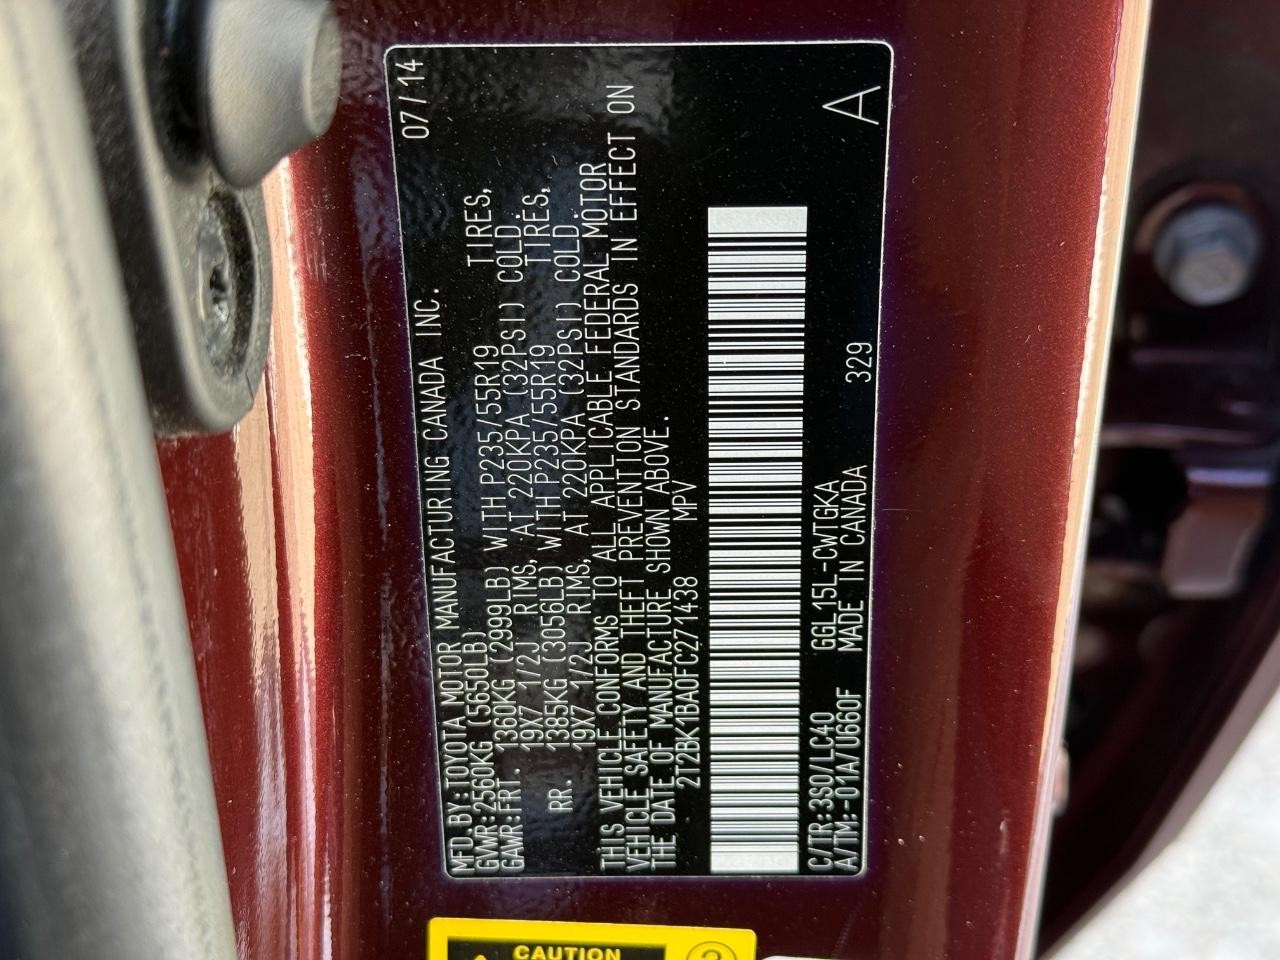 MFD.BY:TOYOTA MOTOR MANUFACTURING CANADA INC. 07/14
GVWR:2560KG (5650LB)
GAWR:FRT. 1360KG (2999LB) WITH P235/55R19 TIRES,
19X7 1/2J RIMS, AT 220KPA (32PSI) COLD.
RR. 1385KG (3056LB) WITH P235/55R19 TIRES,
19X7 1/2J RIMS, AT 220KPA (32PSI) COLD.
THIS VEHICLE CONFORMS TO ALL APPLICABLE FEDERAL MOTOR
VEHICLE SAFETY AND THEFT PREVENTION STANDARDS IN EFFECT ON
THE DATE OF MANUFACTURE SHOWN ABOVE.
2T2BK1BA0FC271438 MPV
C/TR:3S0/LC40 GGL15L-CWTGKA 329 A
A/TM:-01A/U660F MADE IN CANADA
CAUTION